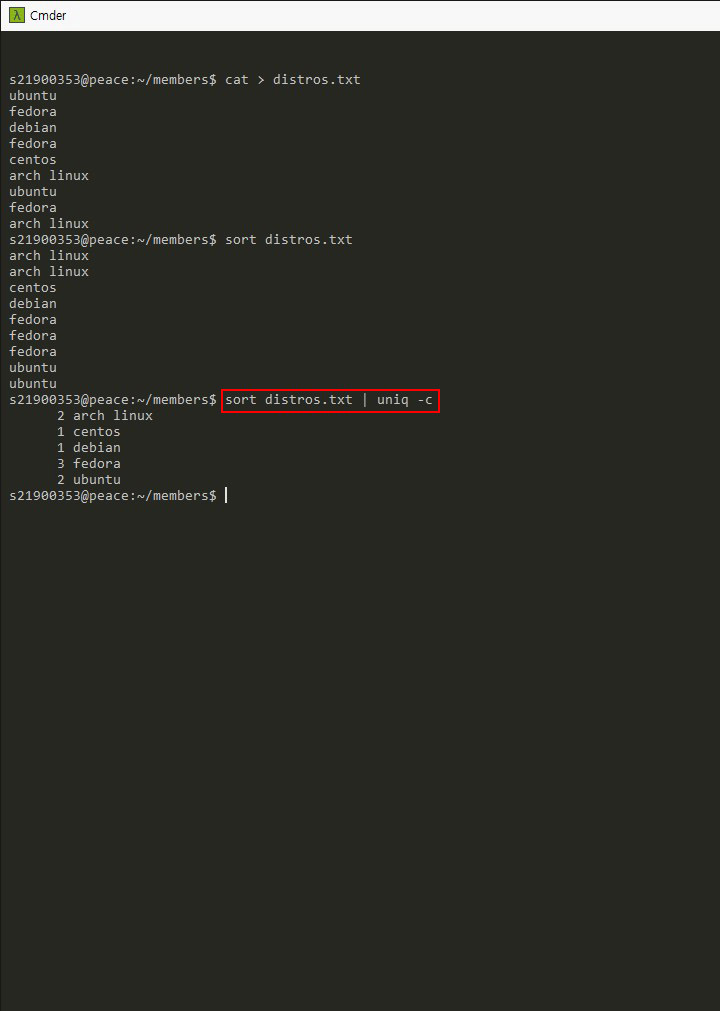 λ Cmder
s21900353@peace:~/members$ cat > distros.txt
ubuntu
fedora
debian
fedora
centos
arch linux
ubuntu
fedora
arch linux
s21900353@peace:~/members$ sort distros.txt
arch linux
arch linux
centos
debian
fedora
fedora
fedora
ubuntu
ubuntu
s21900353@peace:~/members$ sort distros.txt | uniq -c
      2 arch linux
      1 centos
      1 debian
      3 fedora
      2 ubuntu
s21900353@peace:~/members$